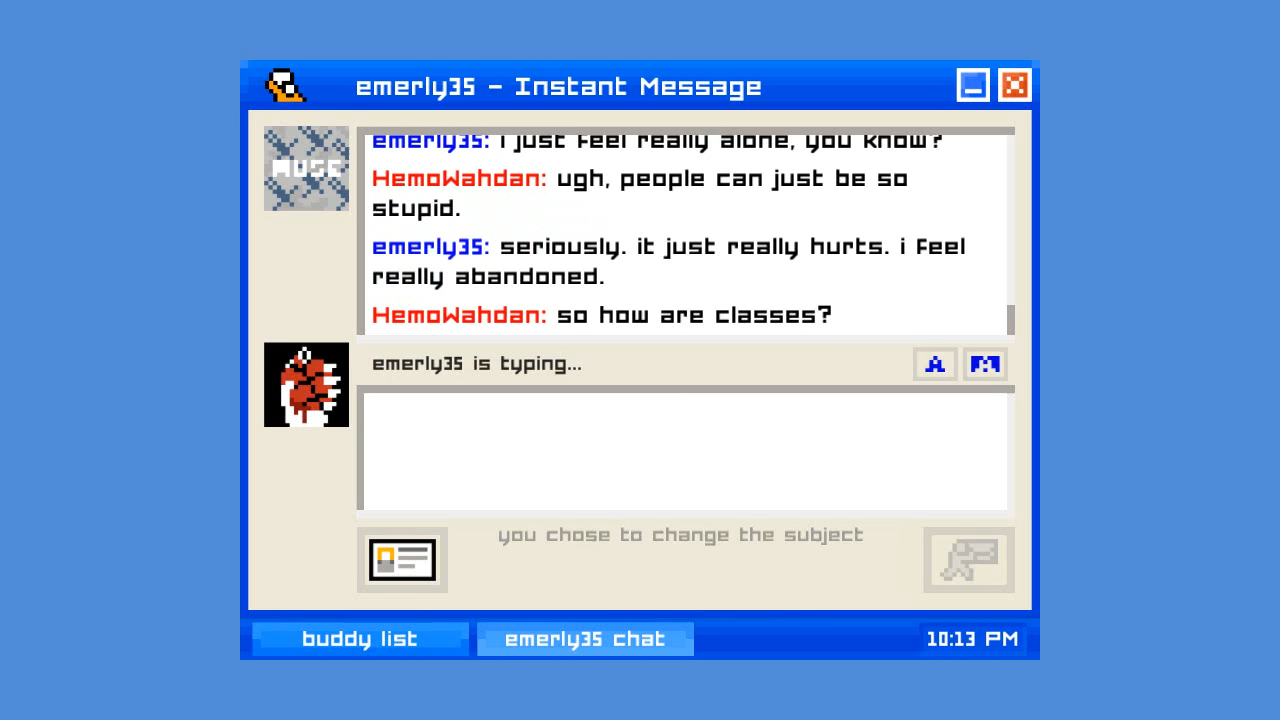 emerly35 - Instant Message
MUSE
emerly35: i just feel really alone, you know?
HemoWahdan: ugh, people can just be so
stupid.
emerly35: seriously. it just really hurts. i feel
really abandoned.
HemoWahdan: so how are classes?
emerly35 is typing...
A A
you chose to change the subject
buddy list
emerly35 chat
10:13 PM